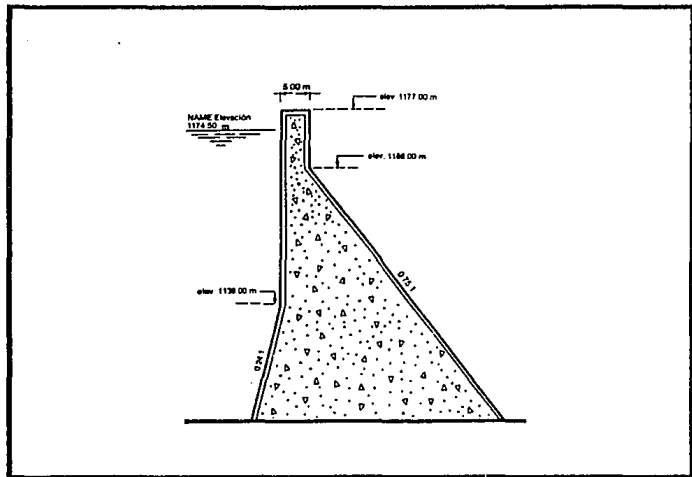 5.00 m
elev. 1177.00 m
NAME Elevación
1174.50 m
elev. 1166.00 m
elev. 1138.00 m
0.75:1
0.24:1